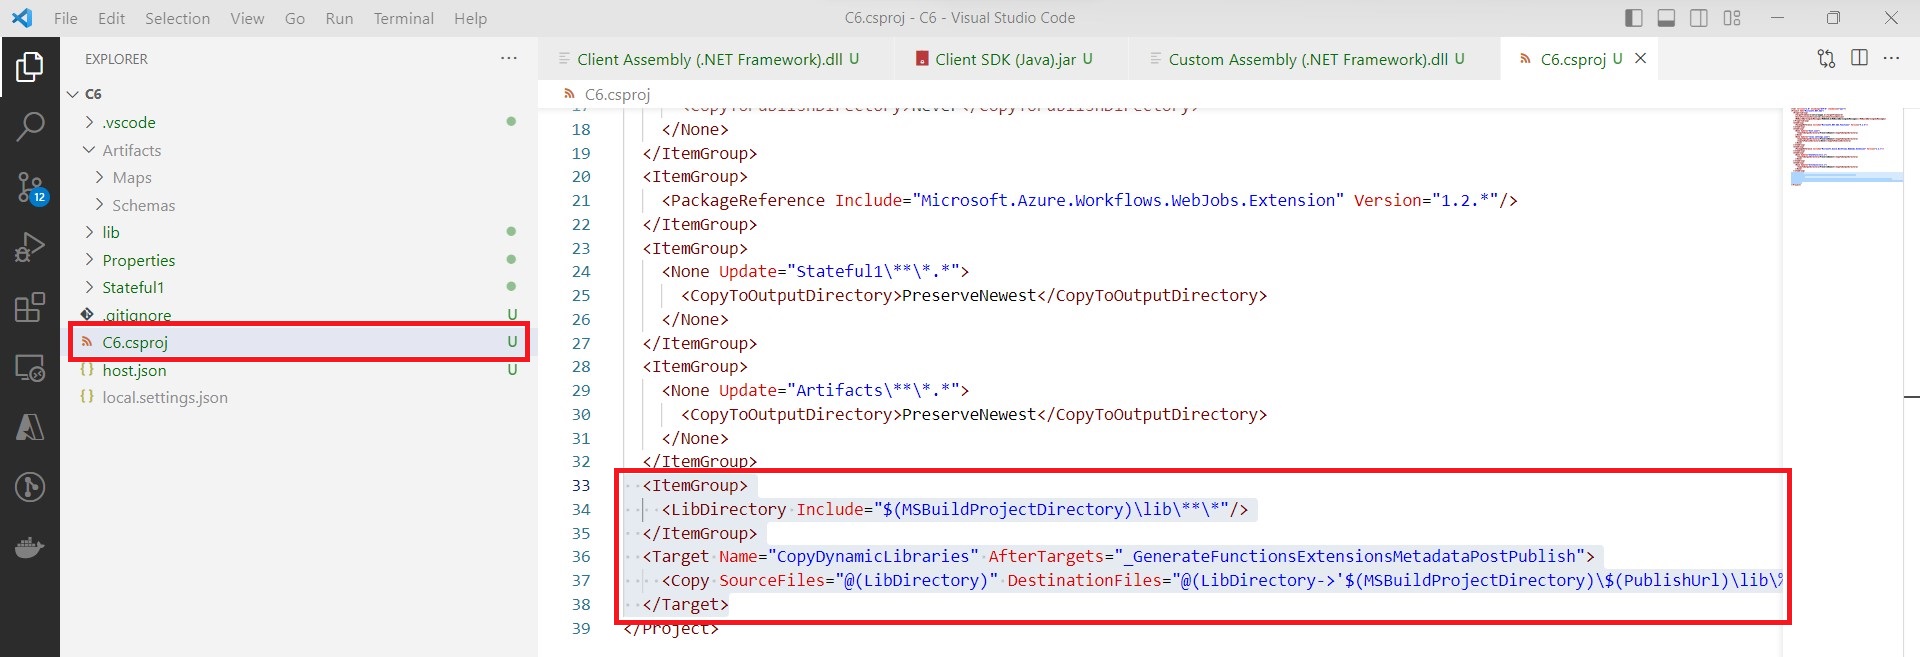 File Edit Selection View Go Run Terminal Help
C6.csproj - C6 - Visual Studio Code
EXPLORER
C6
.vscode
Artifacts
Maps
Schemas
lib
Properties
Stateful1
.gitignore U
C6.csproj U
host.json U
local.settings.json
12
Client Assembly (.NET Framework).dll U
Client SDK (Java).jar U
Custom Assembly (.NET Framework).dll U
C6.csproj U
C6.csproj
17 <CopyToPublishDirectory>Never</CopyToPublishDirectory>
18 </None>
19 </ItemGroup>
20 <ItemGroup>
21 <PackageReference Include="Microsoft.Azure.Workflows.WebJobs.Extension" Version="1.2.*"/>
22 </ItemGroup>
23 <ItemGroup>
24 <None Update="Stateful1\**\*.*">
25 <CopyToOutputDirectory>PreserveNewest</CopyToOutputDirectory>
26 </None>
27 </ItemGroup>
28 <ItemGroup>
29 <None Update="Artifacts\**\*.*">
30 <CopyToOutputDirectory>PreserveNewest</CopyToOutputDirectory>
31 </None>
32 </ItemGroup>
33 <ItemGroup>
34 <LibDirectory Include="$(MSBuildProjectDirectory)\lib\**\*"/>
35 </ItemGroup>
36 <Target Name="CopyDynamicLibraries" AfterTargets="_GenerateFunctionsExtensionsMetadataPostPublish">
37 <Copy SourceFiles="@(LibDirectory)" DestinationFiles="@(LibDirectory->'$(MSBuildProjectDirectory)\$(PublishUrl)\lib\%
38 </Target>
39 </Project>